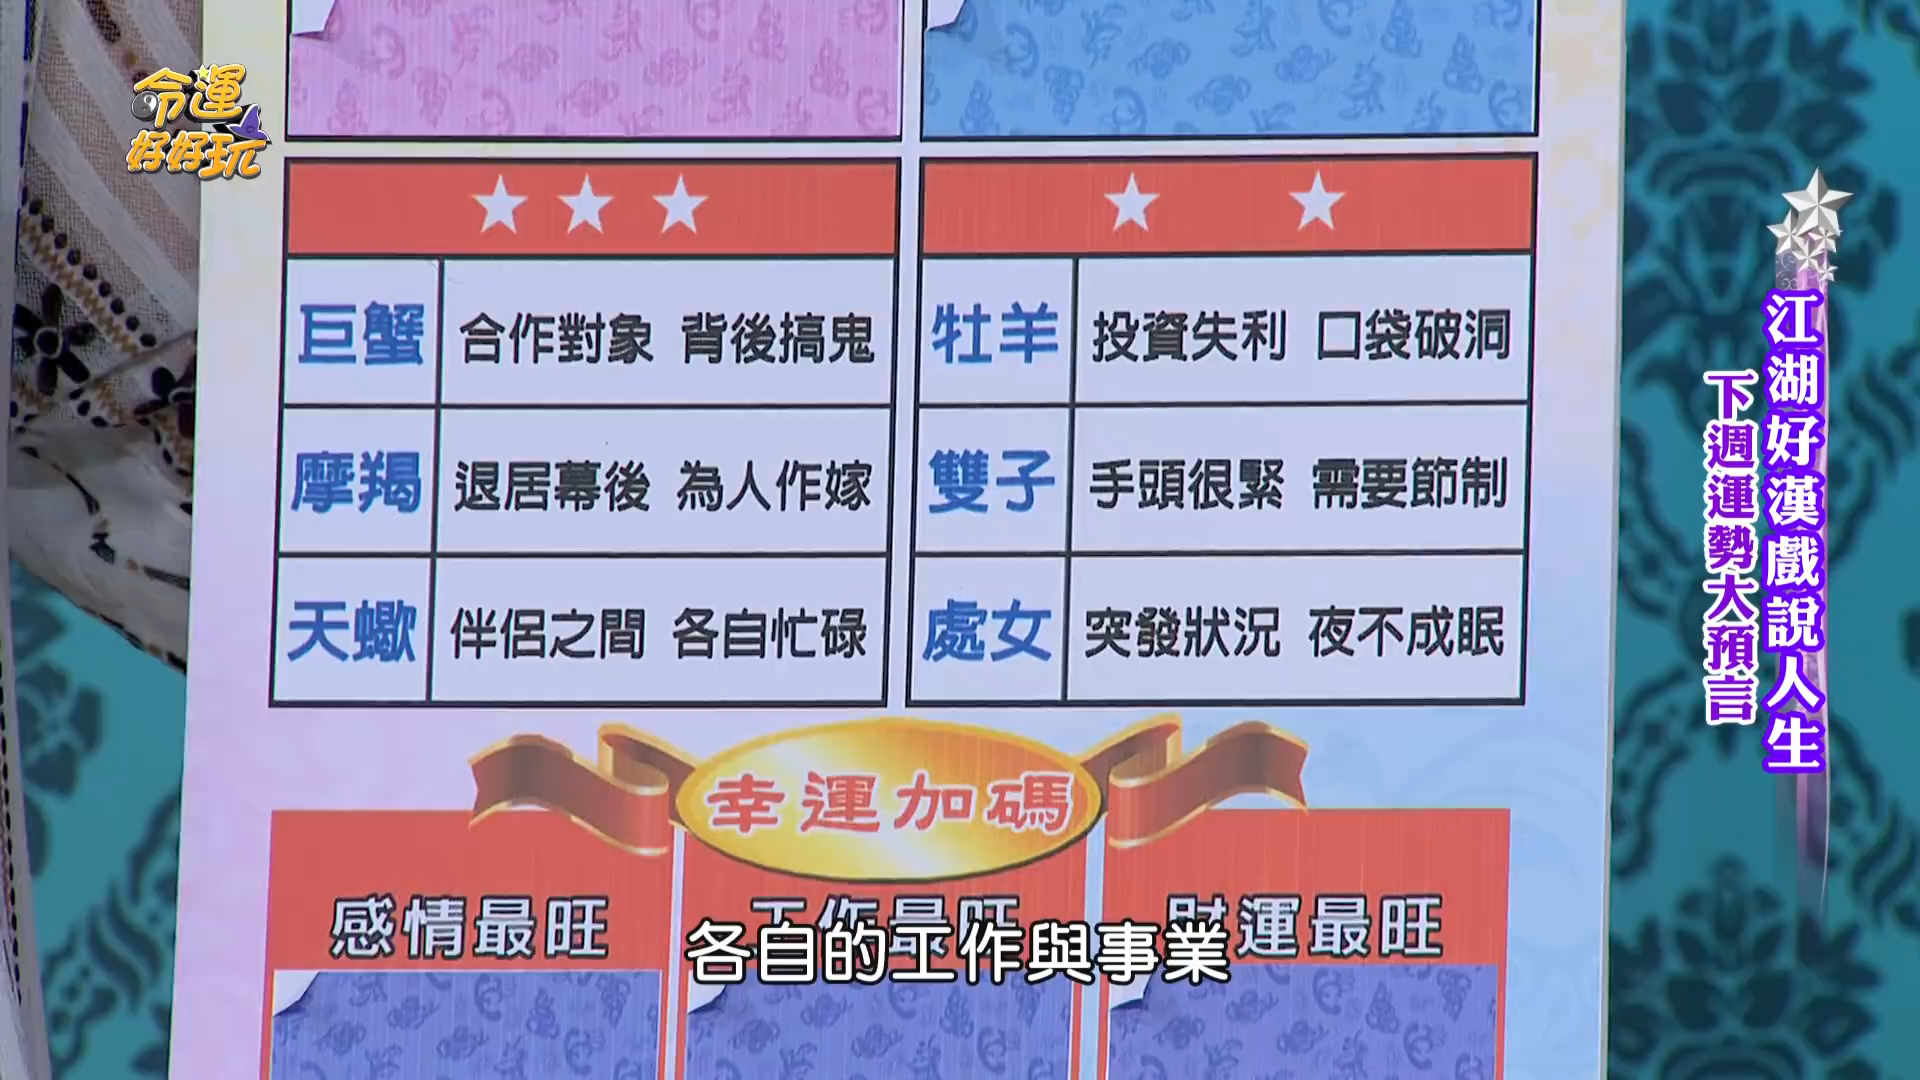 命運
好好玩
★★★
巨蟹 合作對象 背後搞鬼
摩羯 退居幕後 為人作嫁
天蠍 伴侶之間 各自忙碌
★ ★
牡羊 投資失利 口袋破洞
雙子 手頭很緊 需要節制
處女 突發狀況 夜不成眠
幸運加碼
感情最旺
工作最旺
財運最旺
各自的工作與事業
江湖好漢戲說人生
下週運勢大預言